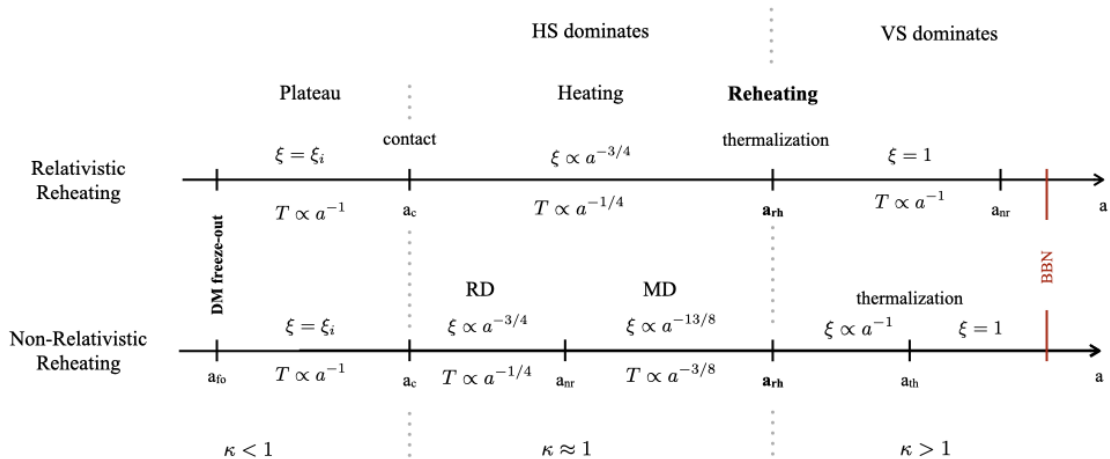 HS dominates
VS dominates
Plateau
Heating
Reheating
contact
thermalization
Relativistic
Reheating
ξ = ξ_i
ξ ∝ a^{-3/4}
ξ = 1
T ∝ a^{-1}
a_c
T ∝ a^{-1/4}
a_rh
T ∝ a^{-1}
a_nr
a
DM freeze-out
BBN
RD
MD
thermalization
Non-Relativistic
Reheating
ξ = ξ_i
ξ ∝ a^{-3/4}
ξ ∝ a^{-13/8}
ξ ∝ a^{-1}
ξ = 1
a_fo
T ∝ a^{-1}
a_c
T ∝ a^{-1/4}
a_nr
T ∝ a^{-3/8}
a_rh
a_th
a
κ < 1
κ ≈ 1
κ > 1